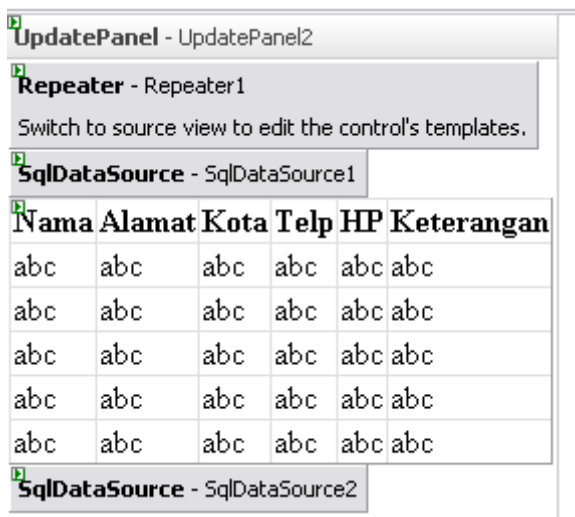 UpdatePanel - UpdatePanel2
Repeater - Repeater1
Switch to source view to edit the control's templates.
SqlDataSource - SqlDataSource1
Nama Alamat Kota Telp HP Keterangan
abc abc abc abc abc abc
abc abc abc abc abc abc
abc abc abc abc abc abc
abc abc abc abc abc abc
abc abc abc abc abc abc
SqlDataSource - SqlDataSource2